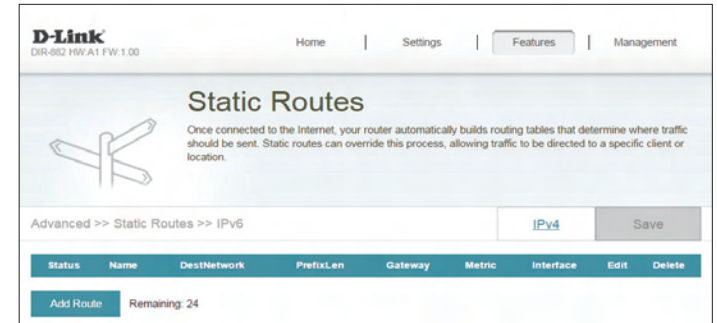 D-Link
DIR-882 HW:A1 FW:1.00
Home | Settings | Features | Management
Static Routes
Once connected to the Internet, your router automatically builds routing tables that determine where traffic
should be sent. Static routes can override this process, allowing traffic to be directed to a specific client or
location.
Advanced >> Static Routes >> IPv6
IPv4
Save
Status Name DestNetwork PrefixLen Gateway Metric Interface Edit Delete
Add Route Remaining: 24